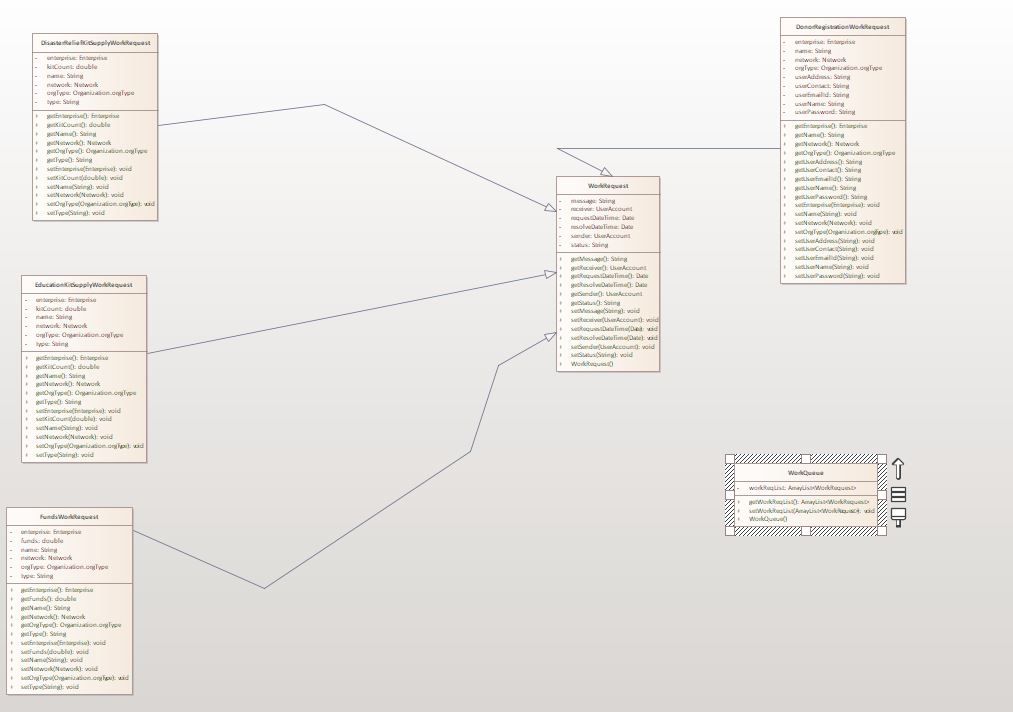 DisasterReliefKitSupplyWorkRequest
- enterprise: Enterprise
- kitCount: double
- name: String
- network: Network
- orgType: Organization.orgType
- type: String
+ getEnterprise(): Enterprise
+ getKitCount(): double
+ getName(): String
+ getNetwork(): Network
+ getOrgType(): Organization.orgType
+ getType(): String
+ setEnterprise(Enterprise): void
+ setKitCount(double): void
+ setName(String): void
+ setNetwork(Network): void
+ setOrgType(Organization.orgType): void
+ setType(String): void
DonorRegistrationWorkRequest
- enterprise: Enterprise
- name: String
- network: Network
- orgType: Organization.orgType
- userAddress: String
- userContact: String
- userEmailId: String
- userName: String
- userPassword: String
+ getEnterprise(): Enterprise
+ getName(): String
+ getNetwork(): Network
+ getOrgType(): Organization.orgType
+ getUserAddress(): String
+ getUserContact(): String
+ getUserEmailId(): String
+ getUserName(): String
+ getUserPassword(): String
+ setEnterprise(Enterprise): void
+ setName(String): void
+ setNetwork(Network): void
+ setOrgType(Organization.orgType): void
+ setUserAddress(String): void
+ setUserContact(String): void
+ setUserEmailId(String): void
+ setUserName(String): void
+ setUserPassword(String): void
WorkRequest
- message: String
- receiver: UserAccount
- requestDateTime: Date
- resolveDateTime: Date
- sender: UserAccount
- status: String
+ getMessage(): String
+ getReceiver(): UserAccount
+ getRequestDateTime(): Date
+ getResolveDateTime(): Date
+ getSender(): UserAccount
+ getStatus(): String
+ setMessage(String): void
+ setReceiver(UserAccount): void
+ setRequestDateTime(Date): void
+ setResolveDateTime(Date): void
+ setSender(UserAccount): void
+ setStatus(String): void
+ WorkRequest()
EducationKitSupplyWorkRequest
- enterprise: Enterprise
- kitCount: double
- name: String
- network: Network
- orgType: Organization.orgType
- type: String
+ getEnterprise(): Enterprise
+ getKitCount(): double
+ getName(): String
+ getNetwork(): Network
+ getOrgType(): Organization.orgType
+ getType(): String
+ setEnterprise(Enterprise): void
+ setKitCount(double): void
+ setName(String): void
+ setNetwork(Network): void
+ setOrgType(Organization.orgType): void
+ setType(String): void
WorkQueue
- workReqList: ArrayList<WorkRequest>
+ getWorkReqList(): ArrayList<WorkRequest>
+ setWorkReqList(ArrayList<WorkRequest>): void
+ WorkQueue()
FundsWorkRequest
- enterprise: Enterprise
- funds: double
- name: String
- network: Network
- orgType: Organization.orgType
- type: String
+ getEnterprise(): Enterprise
+ getFunds(): double
+ getName(): String
+ getNetwork(): Network
+ getOrgType(): Organization.orgType
+ getType(): String
+ setEnterprise(Enterprise): void
+ setFunds(double): void
+ setName(String): void
+ setNetwork(Network): void
+ setOrgType(Organization.orgType): void
+ setType(String): void